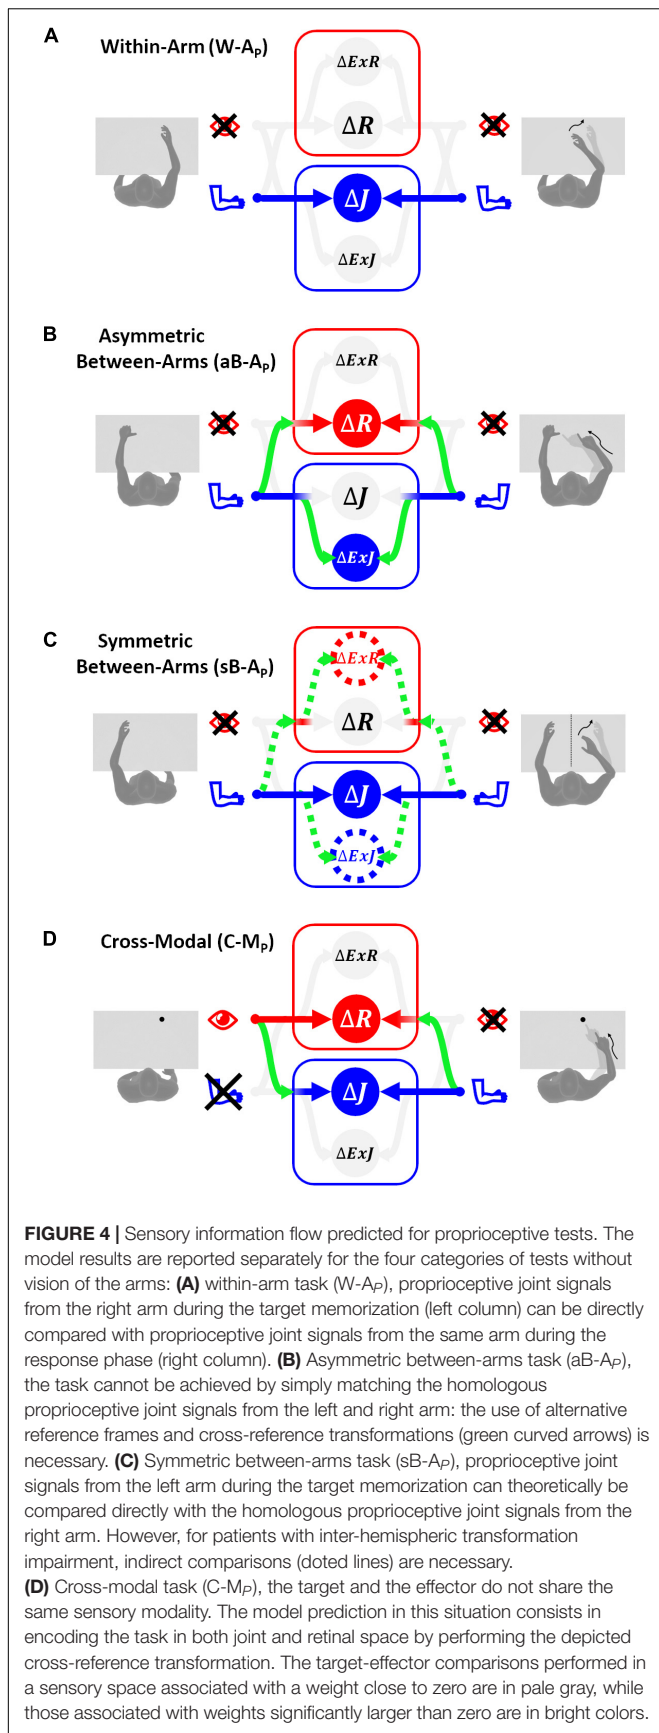 A
Within-Arm (W-AP)
ΔExR
ΔR
ΔJ
ΔExJ
B
Asymmetric
Between-Arms (aB-AP)
ΔExR
ΔR
ΔJ
ΔExJ
C
Symmetric
Between-Arms (sB-AP)
ΔExR
ΔR
ΔJ
ΔExJ
D
Cross-Modal (C-MP)
ΔExR
ΔR
ΔJ
ΔExJ
FIGURE 4 | Sensory information flow predicted for proprioceptive tests. The
model results are reported separately for the four categories of tests without
vision of the arms: (A) within-arm task (W-AP), proprioceptive joint signals
from the right arm during the target memorization (left column) can be directly
compared with proprioceptive joint signals from the same arm during the
response phase (right column). (B) Asymmetric between-arms task (aB-AP),
the task cannot be achieved by simply matching the homologous
proprioceptive joint signals from the left and right arm: the use of alternative
reference frames and cross-reference transformations (green curved arrows) is
necessary. (C) Symmetric between-arms task (sB-AP), proprioceptive joint
signals from the left arm during the target memorization can theoretically be
compared directly with the homologous proprioceptive joint signals from the
right arm. However, for patients with inter-hemispheric transformation
impairment, indirect comparisons (doted lines) are necessary.
(D) Cross-modal task (C-MP), the target and the effector do not share the
same sensory modality. The model prediction in this situation consists in
encoding the task in both joint and retinal space by performing the depicted
cross-reference transformation. The target-effector comparisons performed in
a sensory space associated with a weight close to zero are in pale gray, while
those associated with weights significantly larger than zero are in bright colors.